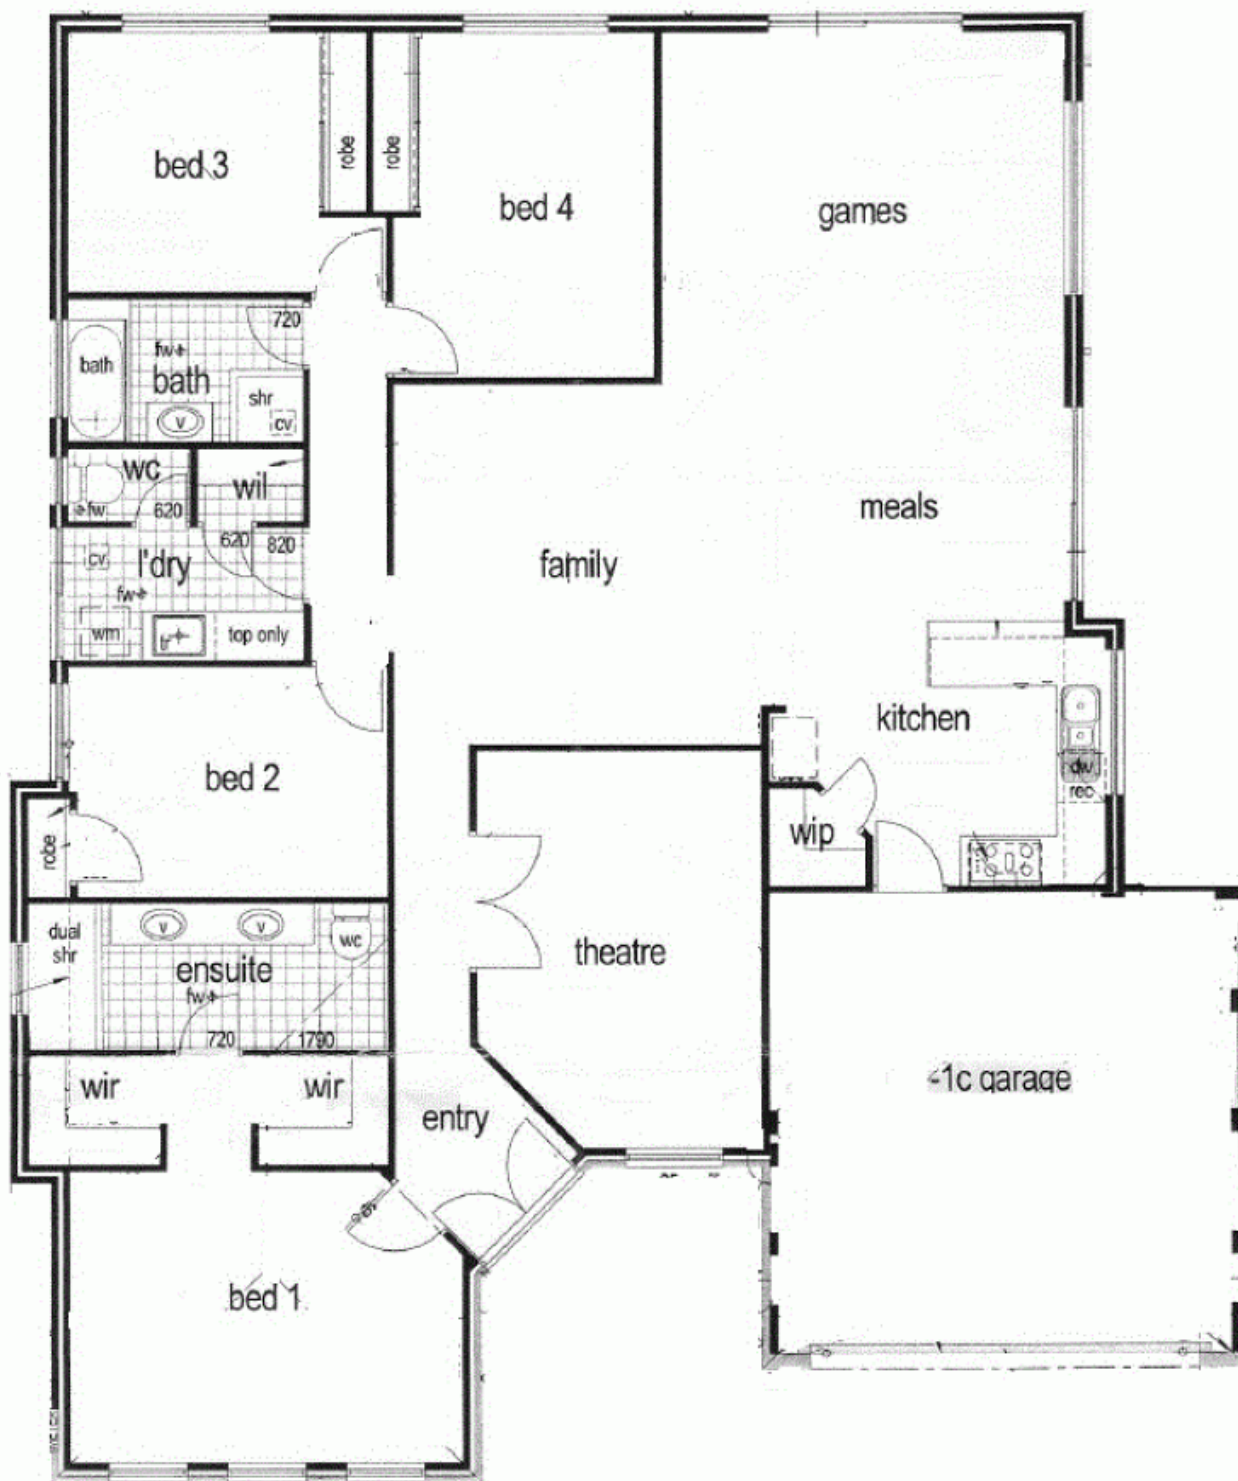 bed 3
robe
robe
bed 4
games
720
fw
bath
bath
shr
cv
v
wc
wil
fw
620
620
820
cv
l'dry
fw
wm
tr
top only
family
meals
kitchen
dw
rec
wip
bed 2
robe
dual
shr
v
v
wc
ensuite
fw
720
1790
theatre
wir
wir
entry
-1c garage
bed 1